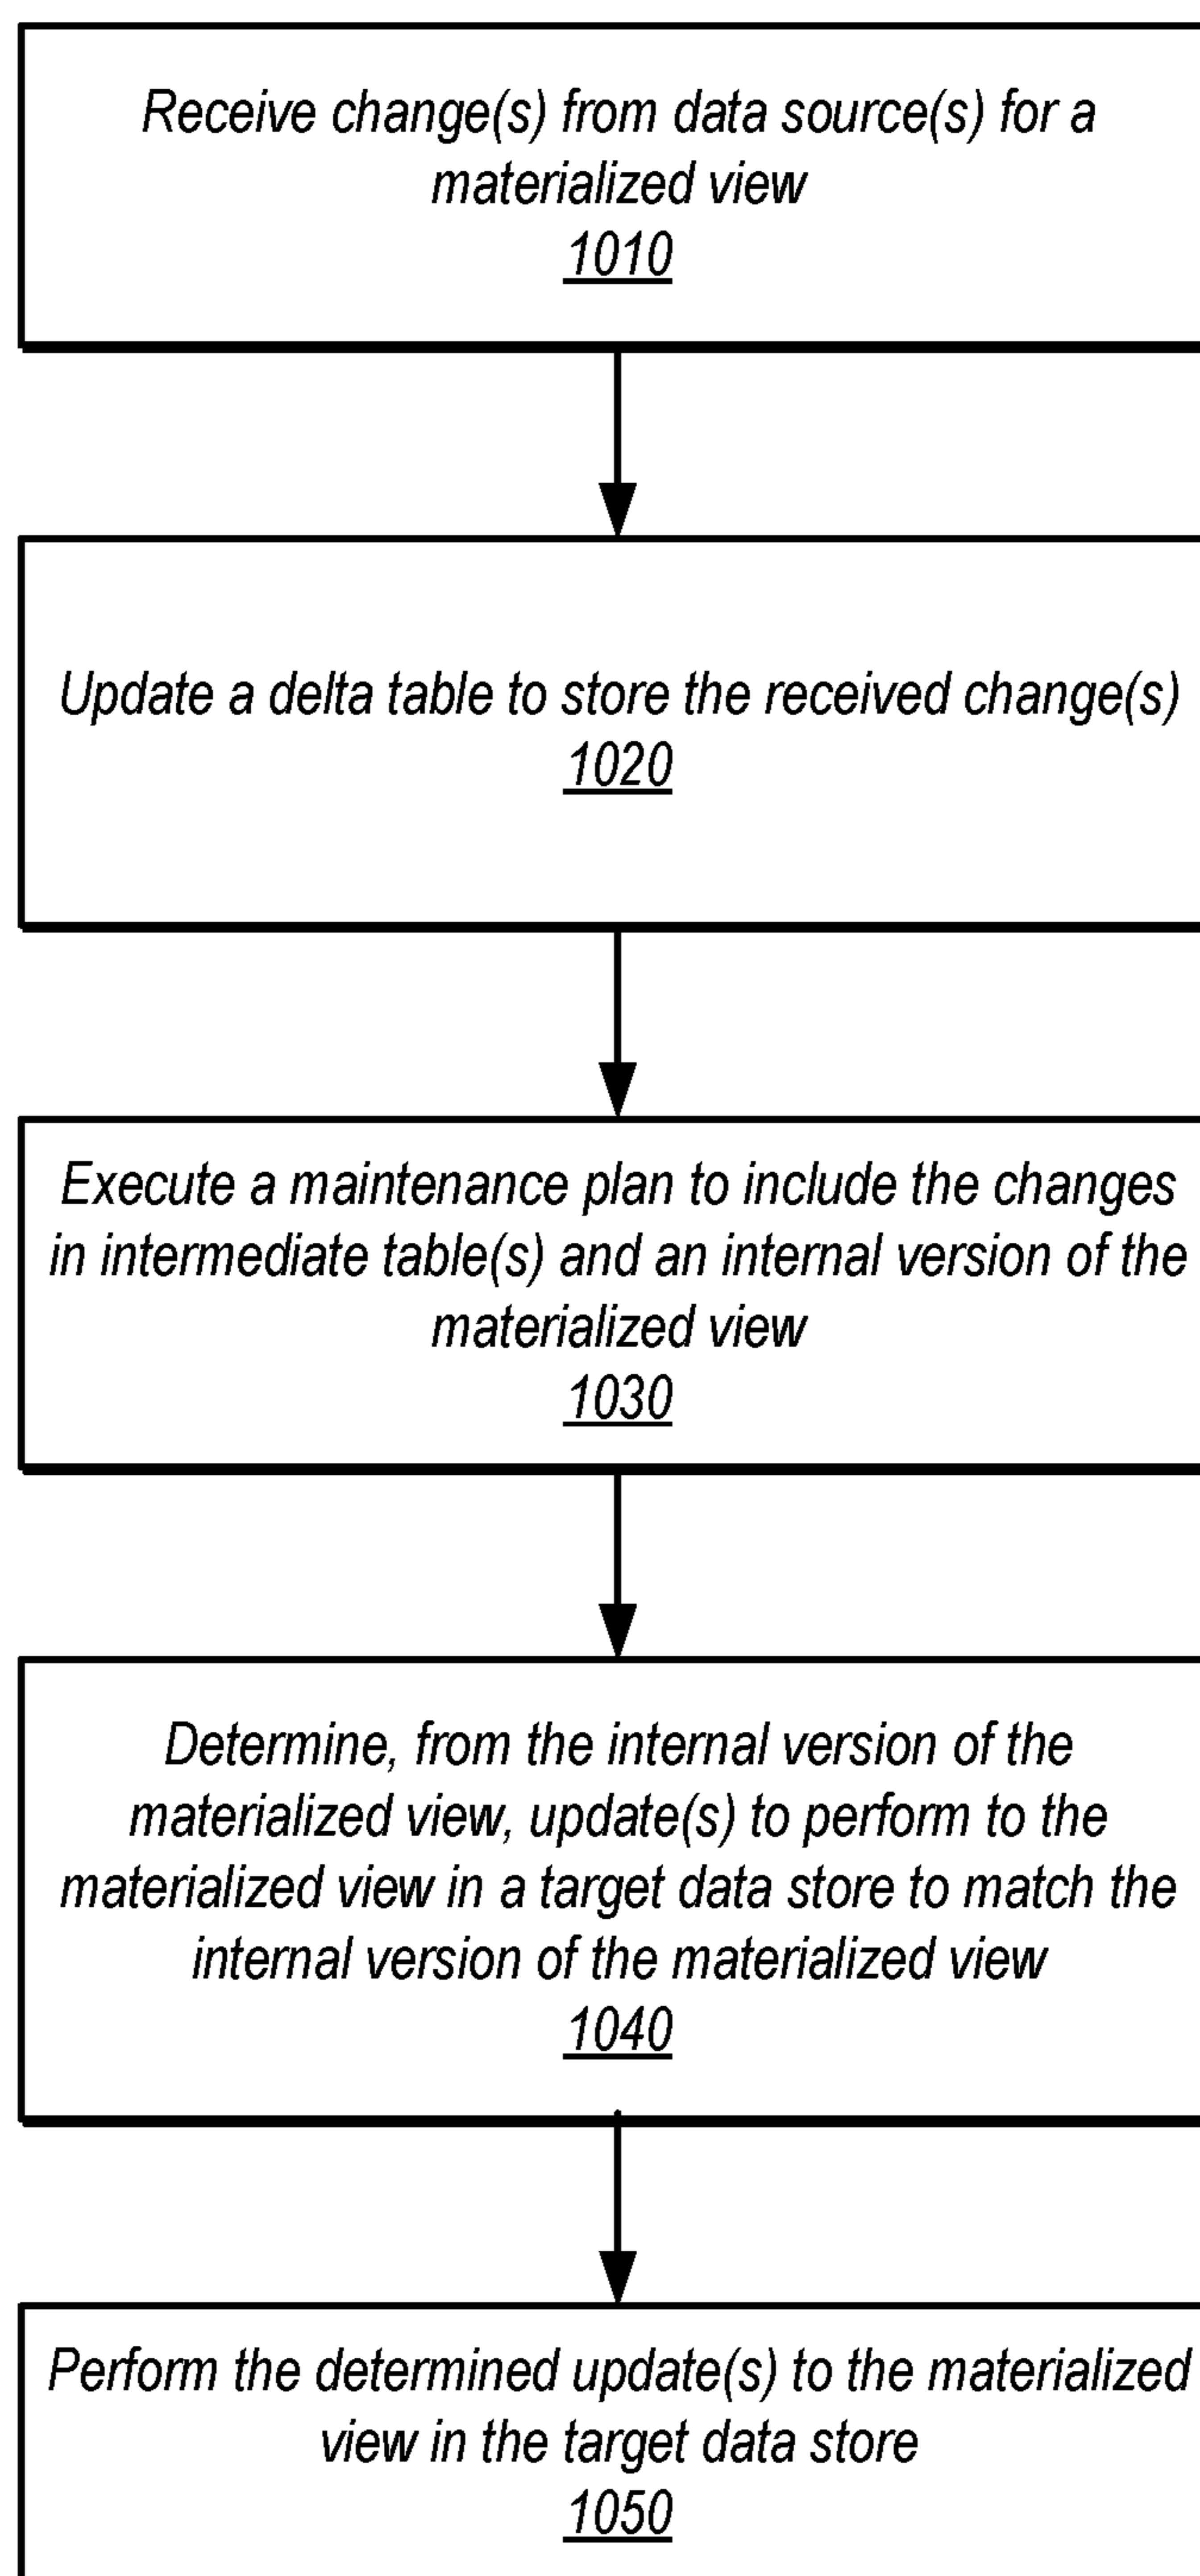 Receive change(s) from data source(s) for a
materialized view
1010
Update a delta table to store the received change(s)
1020
Execute a maintenance plan to include the changes
in intermediate table(s) and an internal version of the
materialized view
1030
Determine, from the internal version of the
materialized view, update(s) to perform to the
materialized view in a target data store to match the
internal version of the materialized view
1040
Perform the determined update(s) to the materialized
view in the target data store
1050